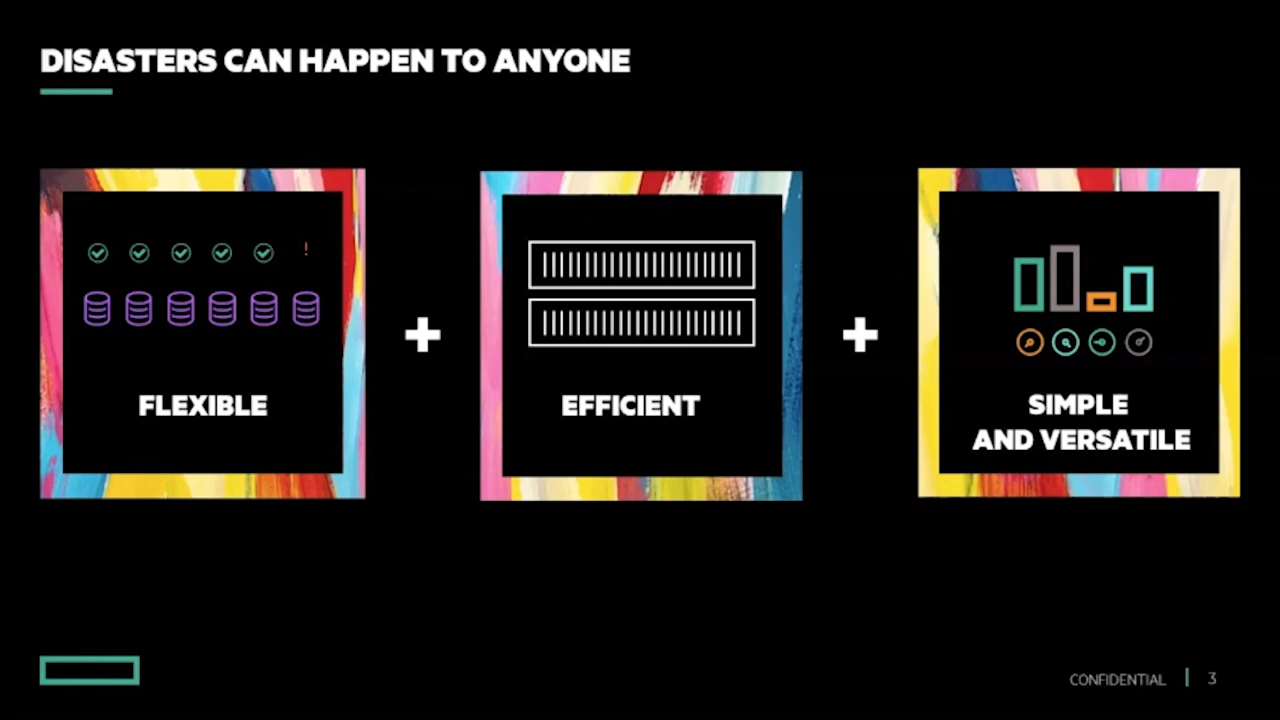 DISASTERS CAN HAPPEN TO ANYONE
FLEXIBLE
EFFICIENT
SIMPLE
AND VERSATILE
CONFIDENTIAL | 3